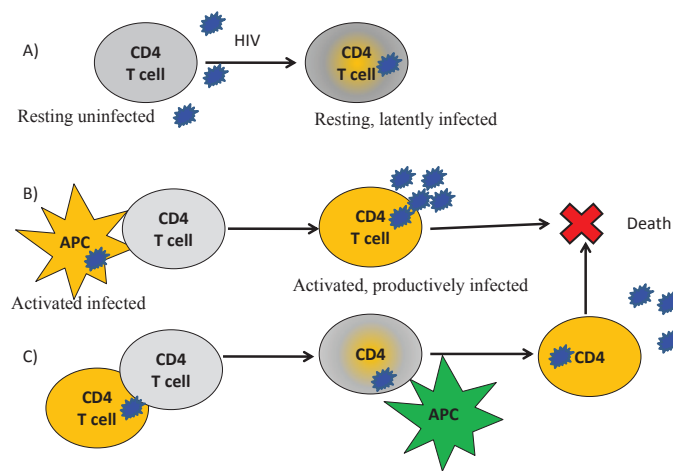 A)
CD4
T cell
HIV
CD4
T cell
Resting uninfected
Resting, latently infected
B)
APC
CD4
T cell
CD4
T cell
Death
Activated infected
Activated, productively infected
C)
CD4
T cell
CD4
T cell
CD4
APC
CD4